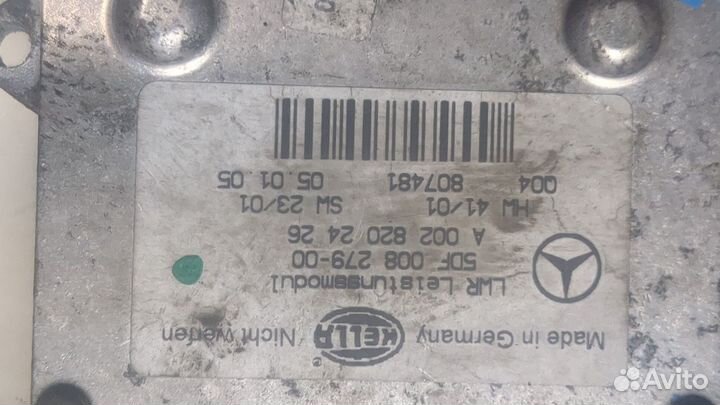 Made in Germany HELLA ® Nicht werfen
LWR Leistungsmodul
5DF 008 279-00
A 002 820 24 26
HW 41/01 SW 23/01
Q04 807481 05.01.05
Avito